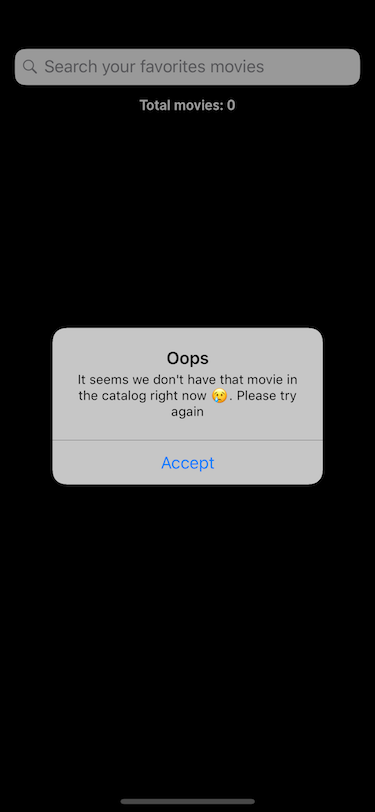 Search your favorites movies
Total movies: 0
Oops
It seems we don't have that movie in
the catalog right now 😢. Please try
again
Accept